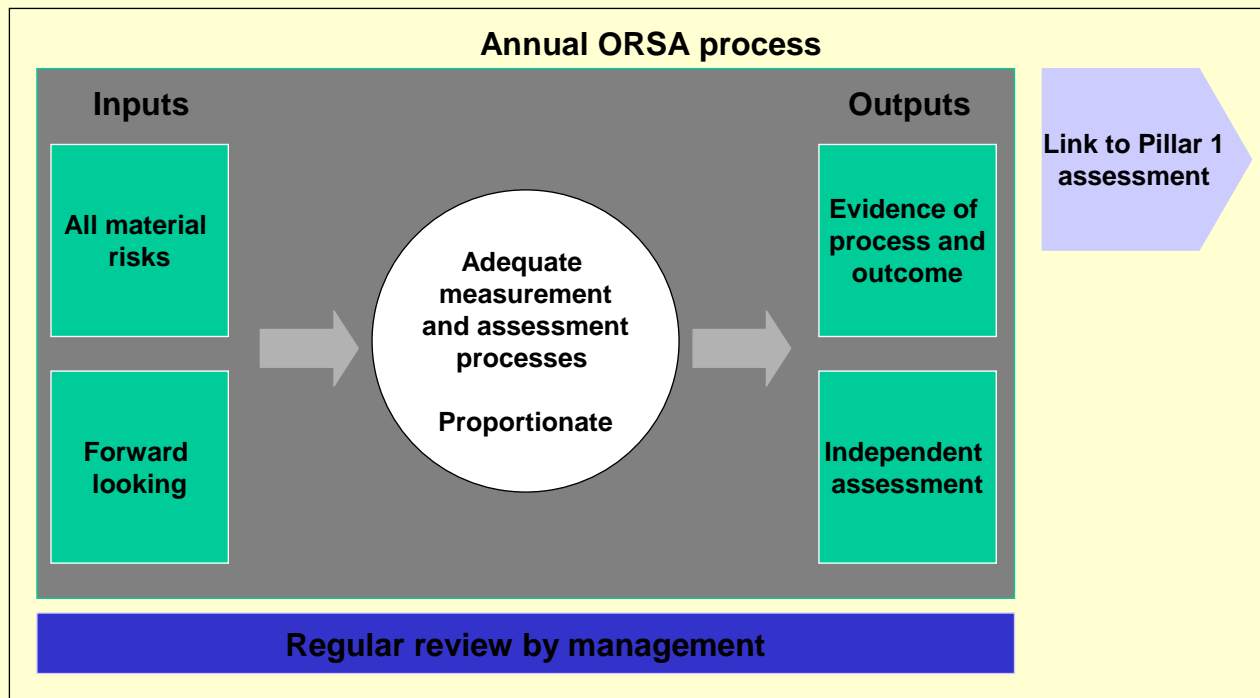 Annual ORSA process
Inputs
Outputs
All material
risks
Forward
looking
Adequate
measurement
and assessment
processes
Proportionate
Evidence of
process and
outcome
Independent
assessment
Link to Pillar 1
assessment
Regular review by management